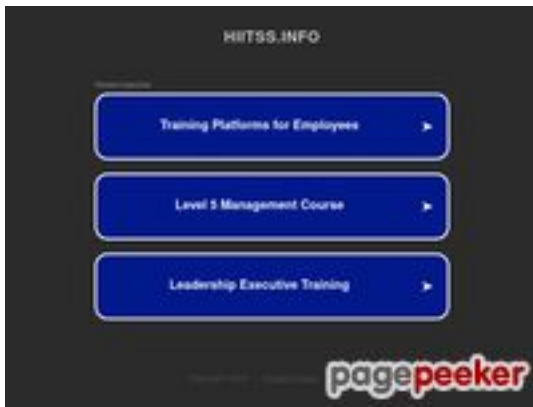 HIITSS.INFO
Training Platforms for Employees
Level 5 Management Course
Leadership Executive Training
pagepeeker